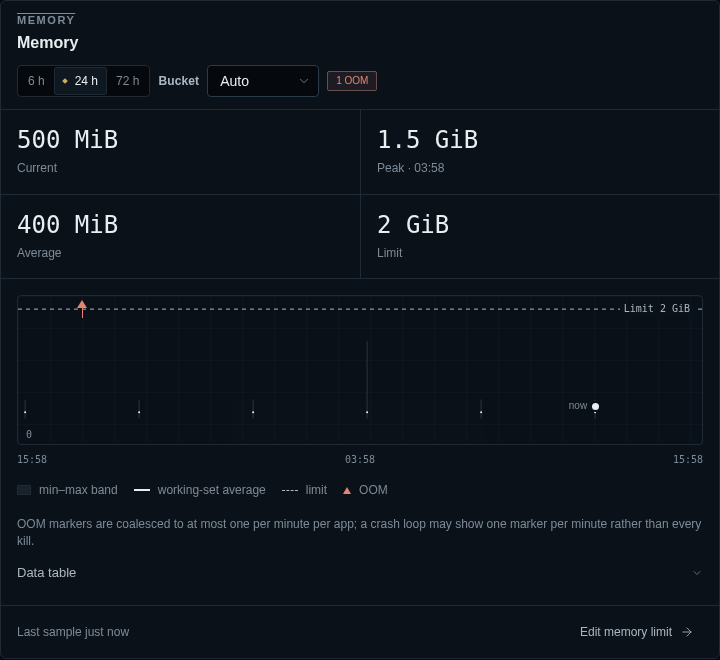 MEMORY
Memory
6 h 24 h 72 h Bucket Auto 1 OOM
500 MiB
Current
1.5 GiB
Peak · 03:58
400 MiB
Average
2 GiB
Limit
Limit 2 GiB
now
0
15:58 03:58 15:58
min–max band working-set average limit OOM
OOM markers are coalesced to at most one per minute per app; a crash loop may show one marker per minute rather than every
kill.
Data table
Last sample just now Edit memory limit